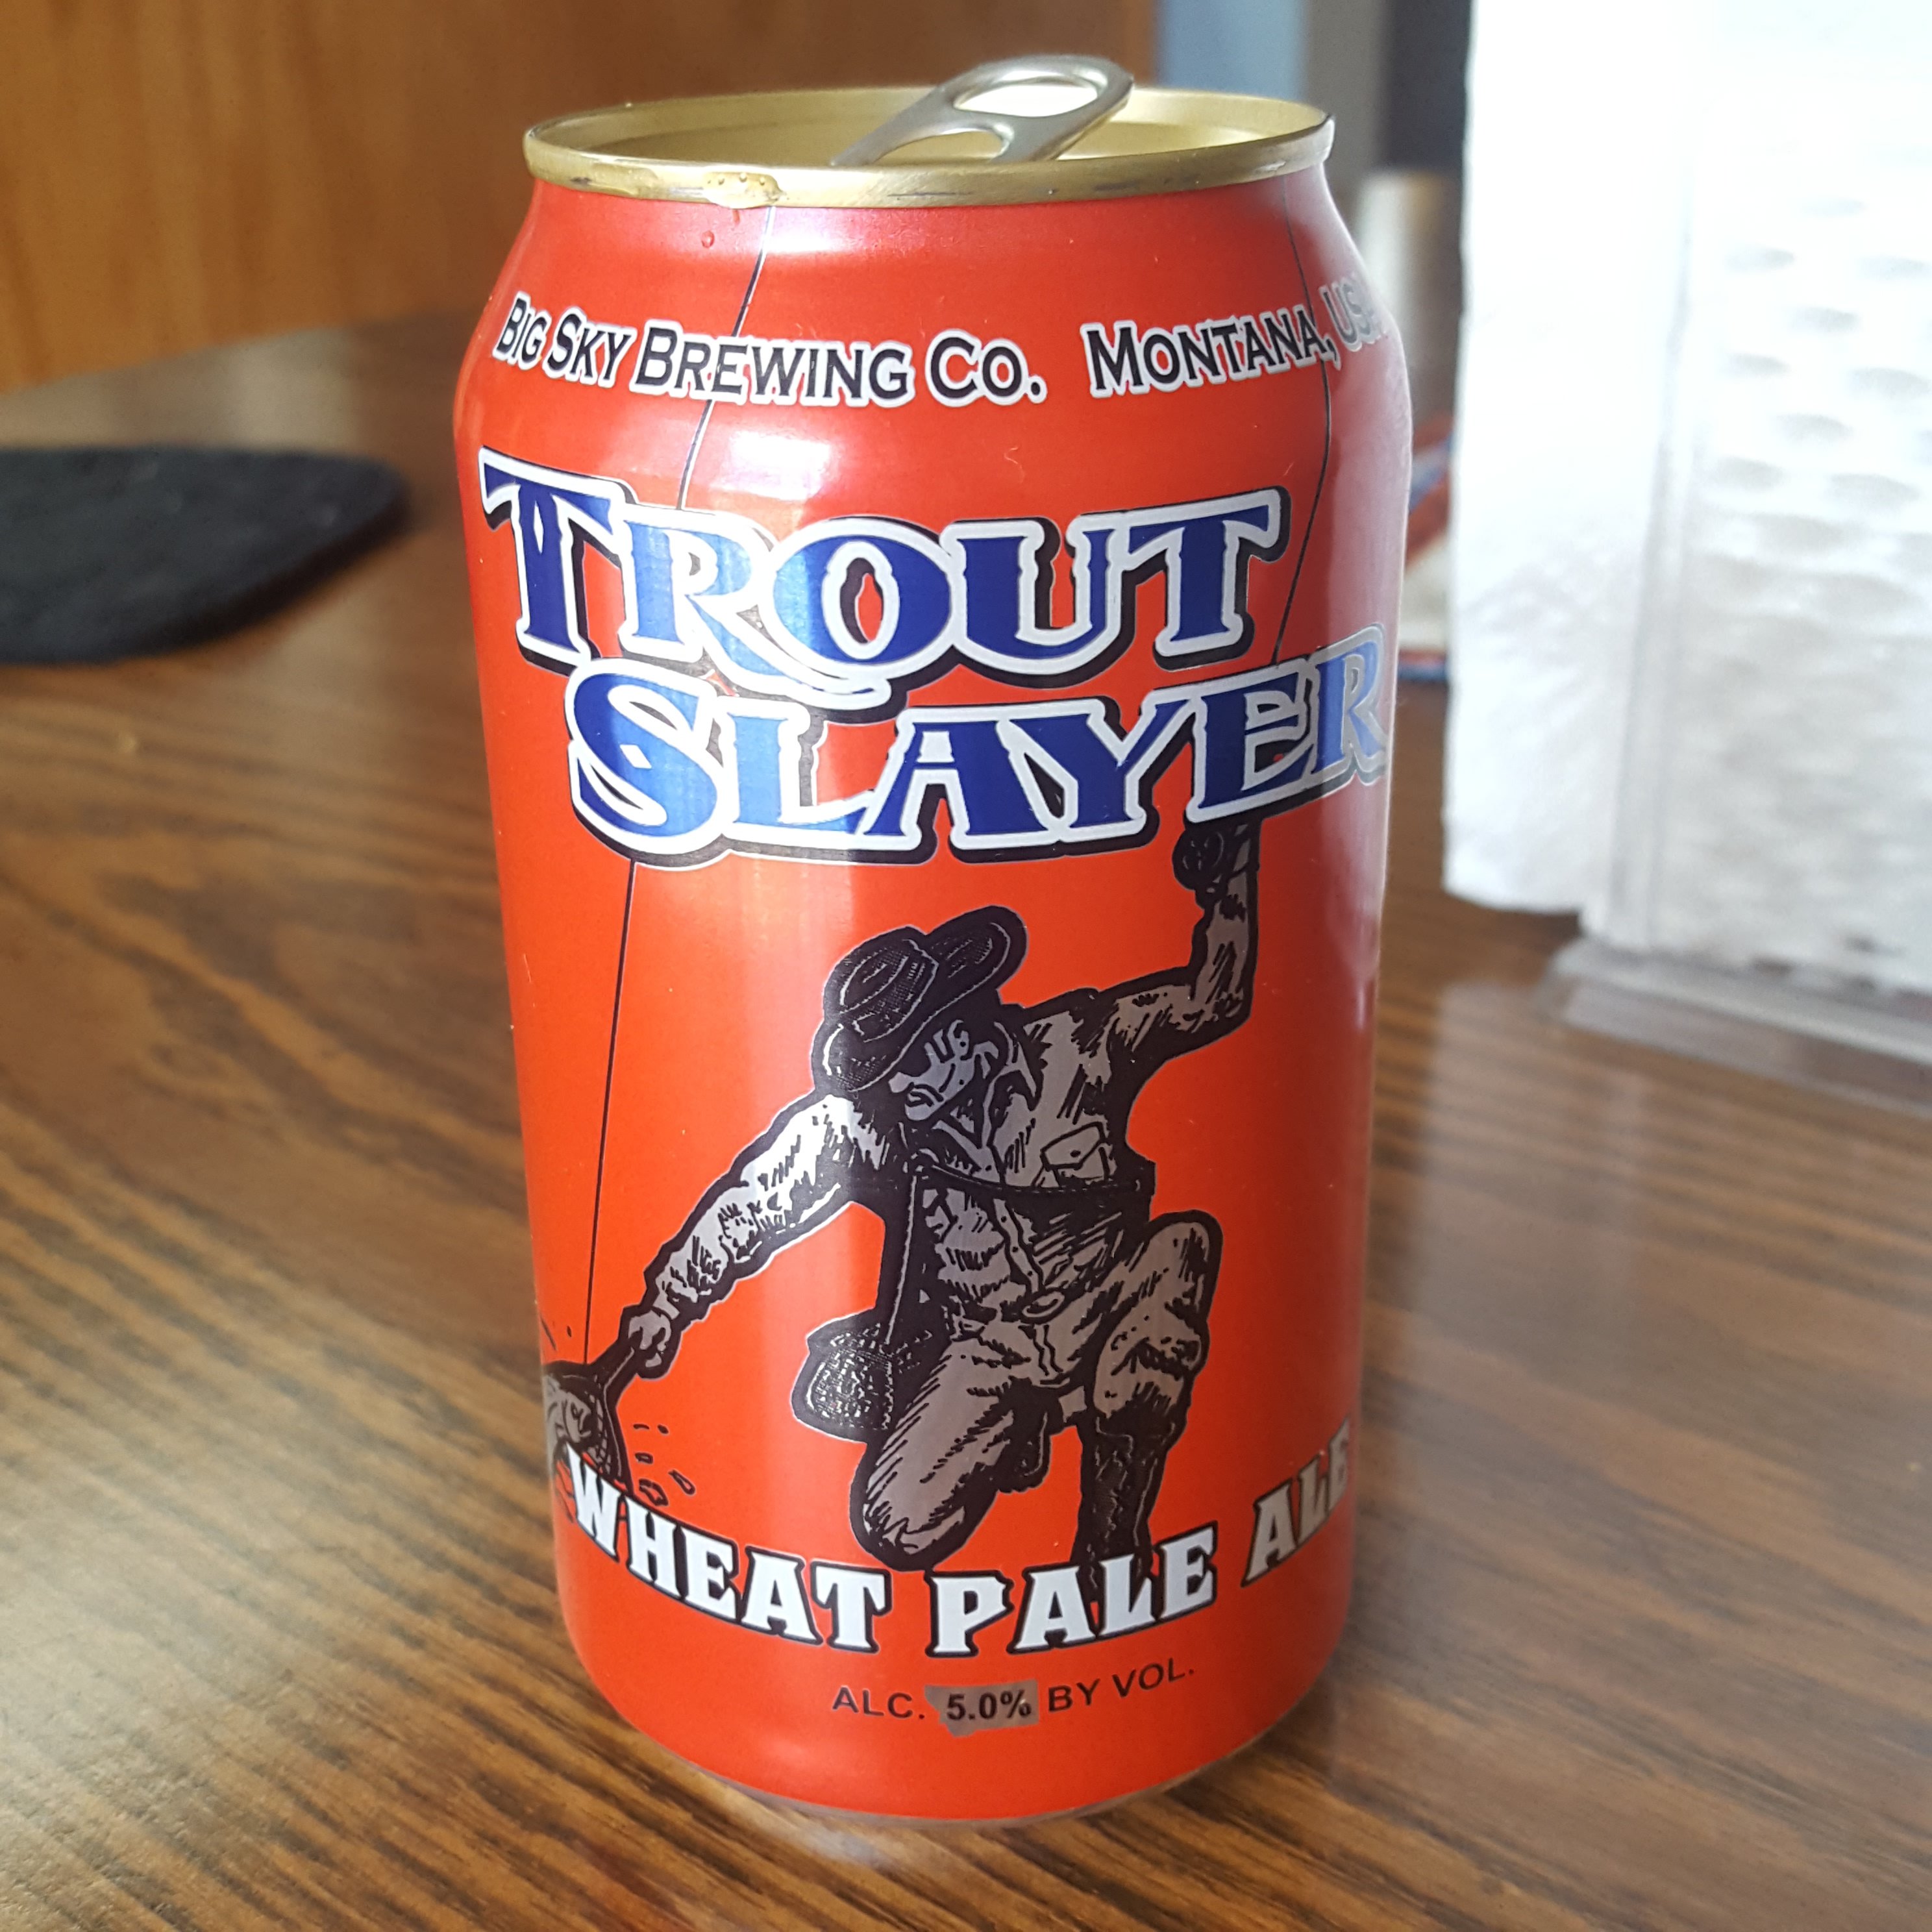 BIG SKY BREWING CO. MONTANA, USA
TROUT
SLAYER
WHEAT PALE ALE
ALC. 5.0% BY VOL.